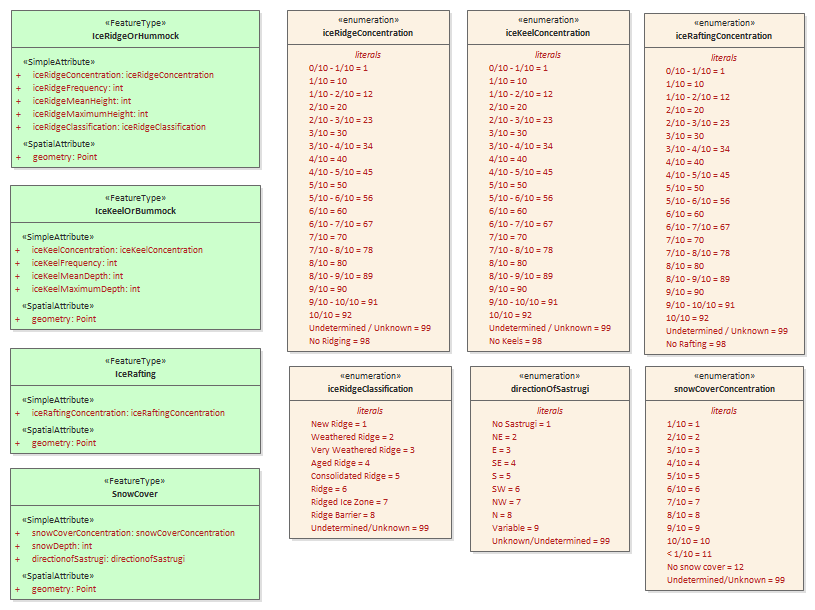 «FeatureType»
IceRidgeOrHummock
«SimpleAttribute»
+ iceRidgeConcentration: iceRidgeConcentration
+ iceRidgeFrequency: int
+ iceRidgeMeanHeight: int
+ iceRidgeMaximumHeight: int
+ iceRidgeClassification: iceRidgeClassification
«SpatialAttribute»
+ geometry: Point
«FeatureType»
IceKeelOrBummock
«SimpleAttribute»
+ iceKeelConcentration: iceKeelConcentration
+ iceKeelFrequency: int
+ iceKeelMeanDepth: int
+ iceKeelMaximumDepth: int
«SpatialAttribute»
+ geometry: Point
«FeatureType»
IceRafting
«SimpleAttribute»
+ iceRaftingConcentration: iceRaftingConcentration
«SpatialAttribute»
+ geometry: Point
«FeatureType»
SnowCover
«SimpleAttribute»
+ snowCoverConcentration: snowCoverConcentration
+ snowDepth: int
+ directionofSastrugi: directionofSastrugi
«SpatialAttribute»
+ geometry: Point
«enumeration»
iceRidgeConcentration
literals
0/10 - 1/10 = 1
1/10 = 10
1/10 - 2/10 = 12
2/10 = 20
2/10 - 3/10 = 23
3/10 = 30
3/10 - 4/10 = 34
4/10 = 40
4/10 - 5/10 = 45
5/10 = 50
5/10 - 6/10 = 56
6/10 = 60
6/10 - 7/10 = 67
7/10 = 70
7/10 - 8/10 = 78
8/10 = 80
8/10 - 9/10 = 89
9/10 = 90
9/10 - 10/10 = 91
10/10 = 92
Undetermined / Unknown = 99
No Ridging = 98
«enumeration»
iceKeelConcentration
literals
0/10 - 1/10 = 1
1/10 = 10
1/10 - 2/10 = 12
2/10 = 20
2/10 - 3/10 = 23
3/10 = 30
3/10 - 4/10 = 34
4/10 = 40
4/10 - 5/10 = 45
5/10 = 50
5/10 - 6/10 = 56
6/10 = 60
6/10 - 7/10 = 67
7/10 = 70
7/10 - 8/10 = 78
8/10 = 80
8/10 - 9/10 = 89
9/10 = 90
9/10 - 10/10 = 91
10/10 = 92
Undetermined / Unknown = 99
No Keels = 98
«enumeration»
iceRaftingConcentration
literals
0/10 - 1/10 = 1
1/10 = 10
1/10 - 2/10 = 12
2/10 = 20
2/10 - 3/10 = 23
3/10 = 30
3/10 - 4/10 = 34
4/10 = 40
4/10 - 5/10 = 45
5/10 = 50
5/10 - 6/10 = 56
6/10 = 60
6/10 - 7/10 = 67
7/10 = 70
7/10 - 8/10 = 78
8/10 = 80
8/10 - 9/10 = 89
9/10 = 90
9/10 - 10/10 = 91
10/10 = 92
Undetermined / Unknown = 99
No Rafting = 98
«enumeration»
iceRidgeClassification
literals
New Ridge = 1
Weathered Ridge = 2
Very Weathered Ridge = 3
Aged Ridge = 4
Consolidated Ridge = 5
Ridge = 6
Ridged Ice Zone = 7
Ridge Barrier = 8
Undetermined/Unknown = 99
«enumeration»
directionOfSastrugi
literals
No Sastrugi = 1
NE = 2
E = 3
SE = 4
S = 5
SW = 6
NW = 7
N = 8
Variable = 9
Unknown/Undetermined = 99
«enumeration»
snowCoverConcentration
literals
1/10 = 1
2/10 = 2
3/10 = 3
4/10 = 4
5/10 = 5
6/10 = 6
7/10 = 7
8/10 = 8
9/10 = 9
10/10 = 10
< 1/10 = 11
No snow cover = 12
Undetermined/Unknown = 99